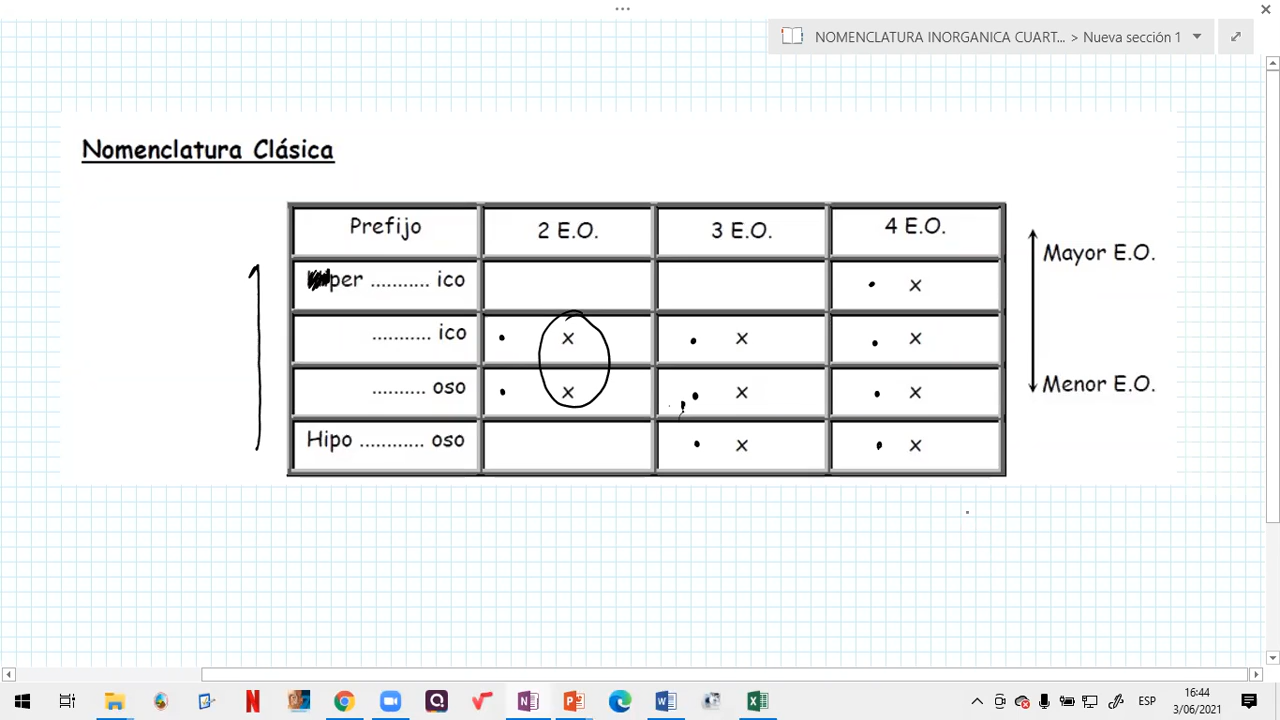 NOMENCLATURA INORGANICA CUART... > Nueva sección 1
Nomenclatura Clásica
Prefijo 2 E.O. 3 E.O. 4 E.O.
per ........... ico x
........... ico x x x
.......... oso x x x
Hipo ............ oso x x
Mayor E.O.
Menor E.O.
ESP
16:44
3/06/2021